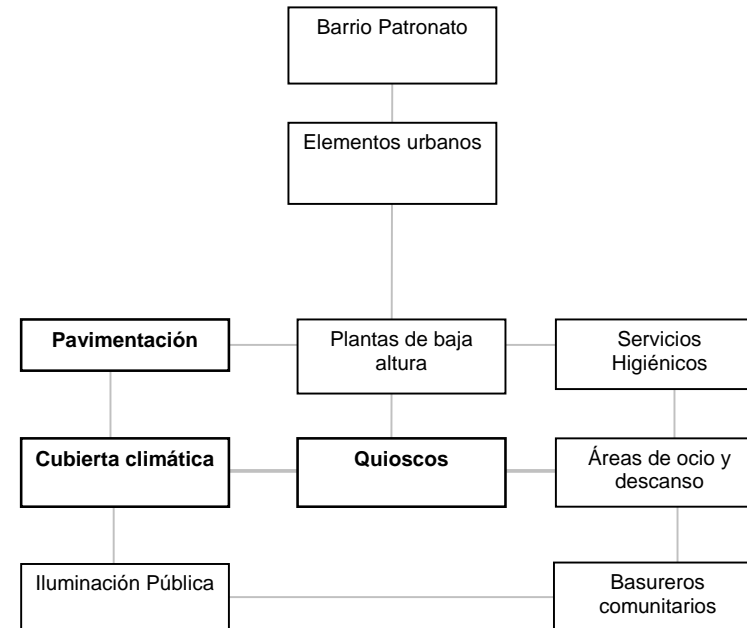 Barrio Patronato
Elementos urbanos
Pavimentación
Plantas de baja
altura
Servicios
Higiénicos
Cubierta climática
Quioscos
Áreas de ocio y
descanso
Iluminación Pública
Basureros
comunitarios